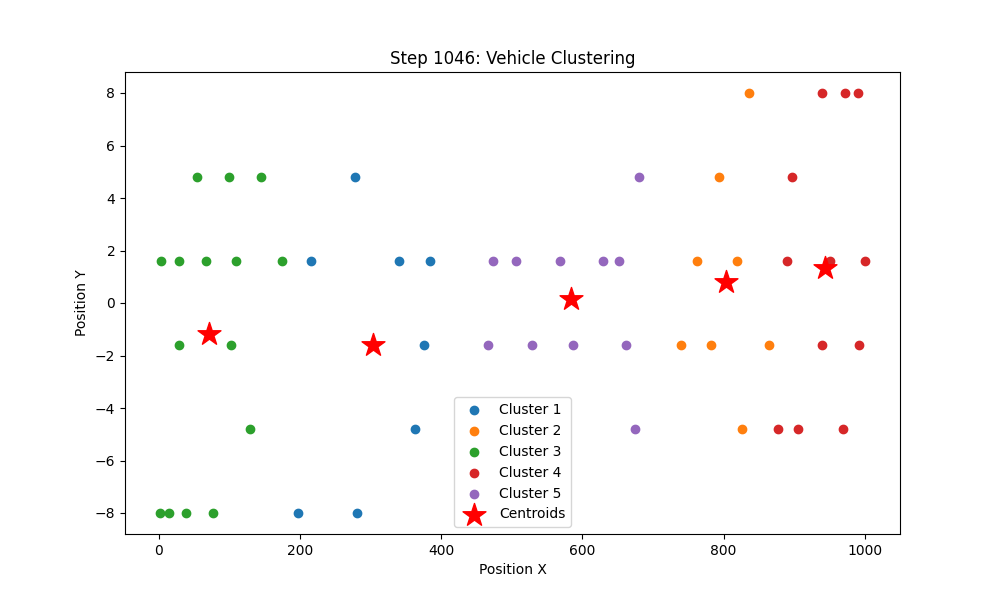 Step 1046: Vehicle Clustering
Position Y
8
6
4
2
0
−2
−4
−6
−8
Cluster 1
Cluster 2
Cluster 3
Cluster 4
Cluster 5
Centroids
0 200 400 600 800 1000
Position X